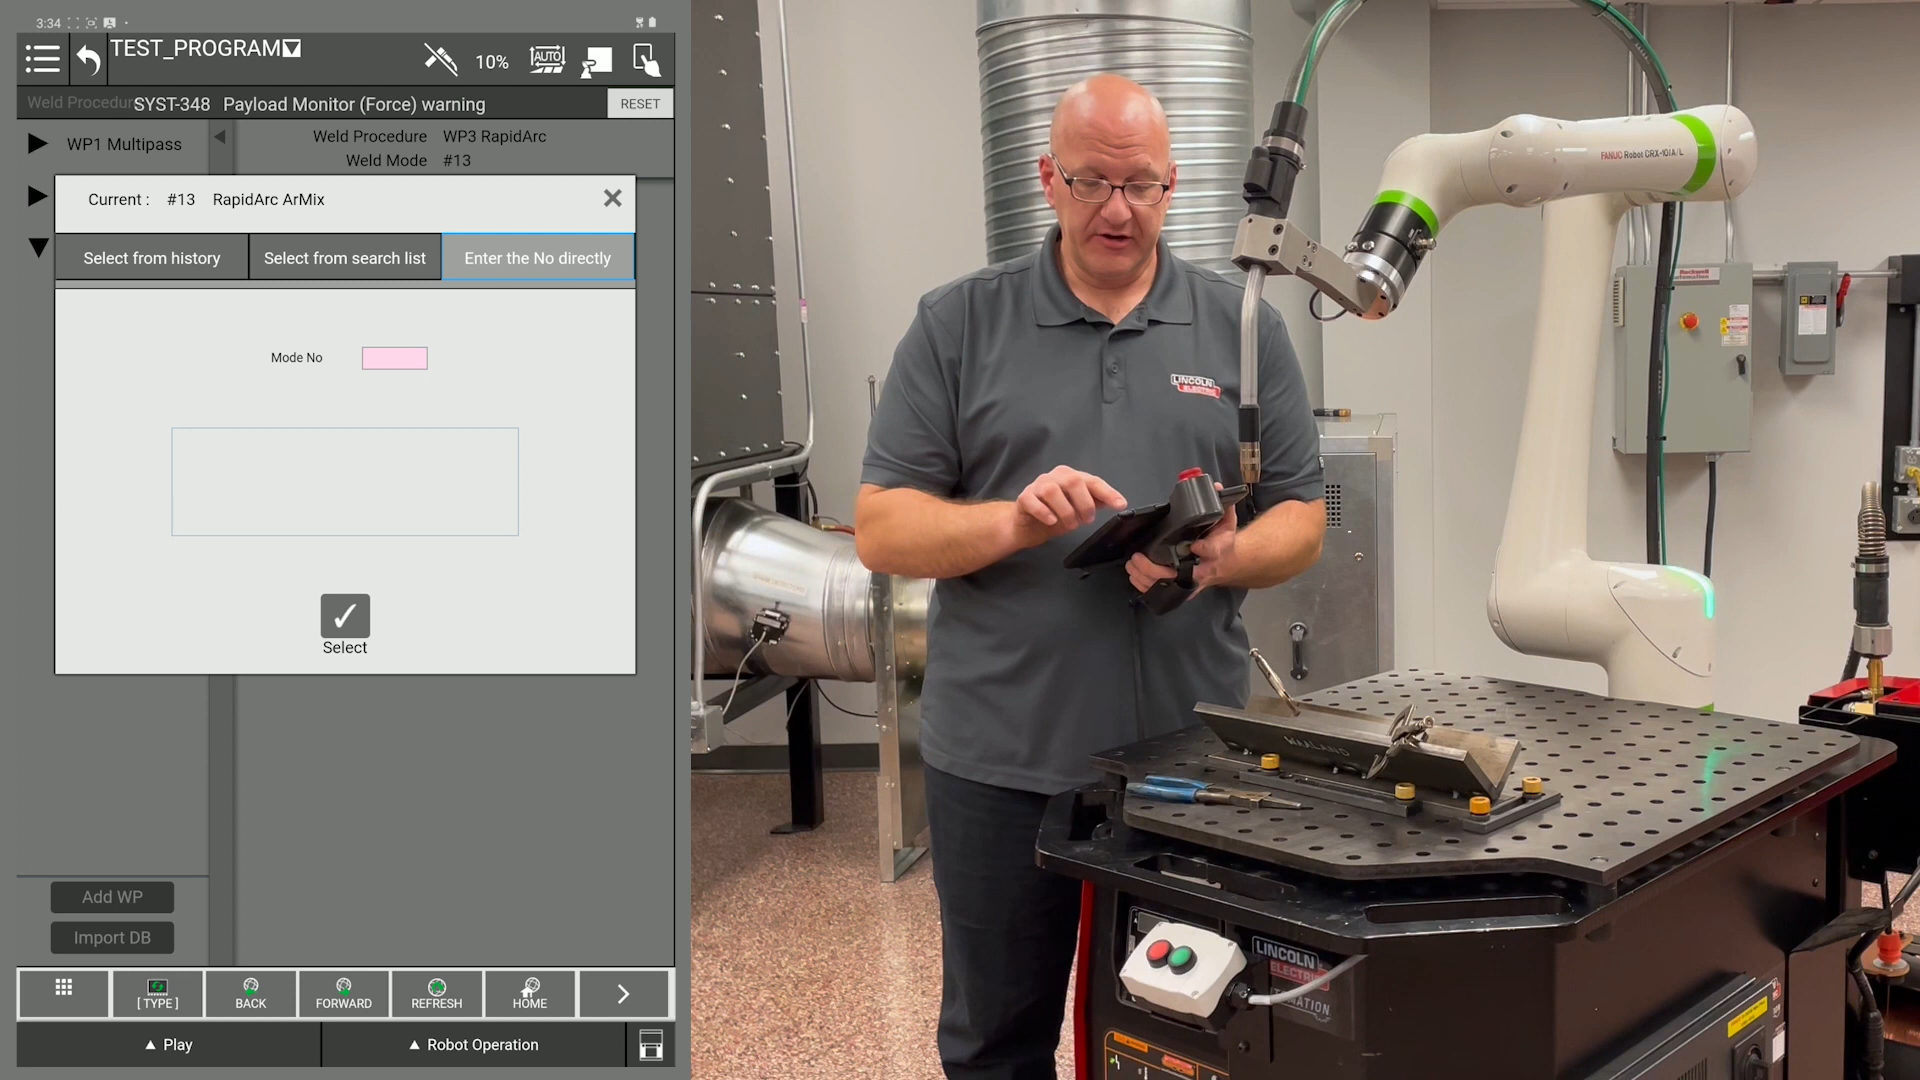 3:34
TEST_PROGRAM
10%
AUTO
Weld Procedur
SYST-348 Payload Monitor (Force) warning
RESET
WP1 Multipass
Weld Procedure WP3 RapidArc
Weld Mode #13
Current : #13 RapidArc ArMix
Select from history
Select from search list
Enter the No directly
Mode No
Select
Add WP
Import DB
[ TYPE ]
BACK
FORWARD
REFRESH
HOME
Play
Robot Operation
FANUC Robot CRX-10iA/L
LINCOLN
ELECTRIC
WAYLAND
LINCOLN
ELECTRIC